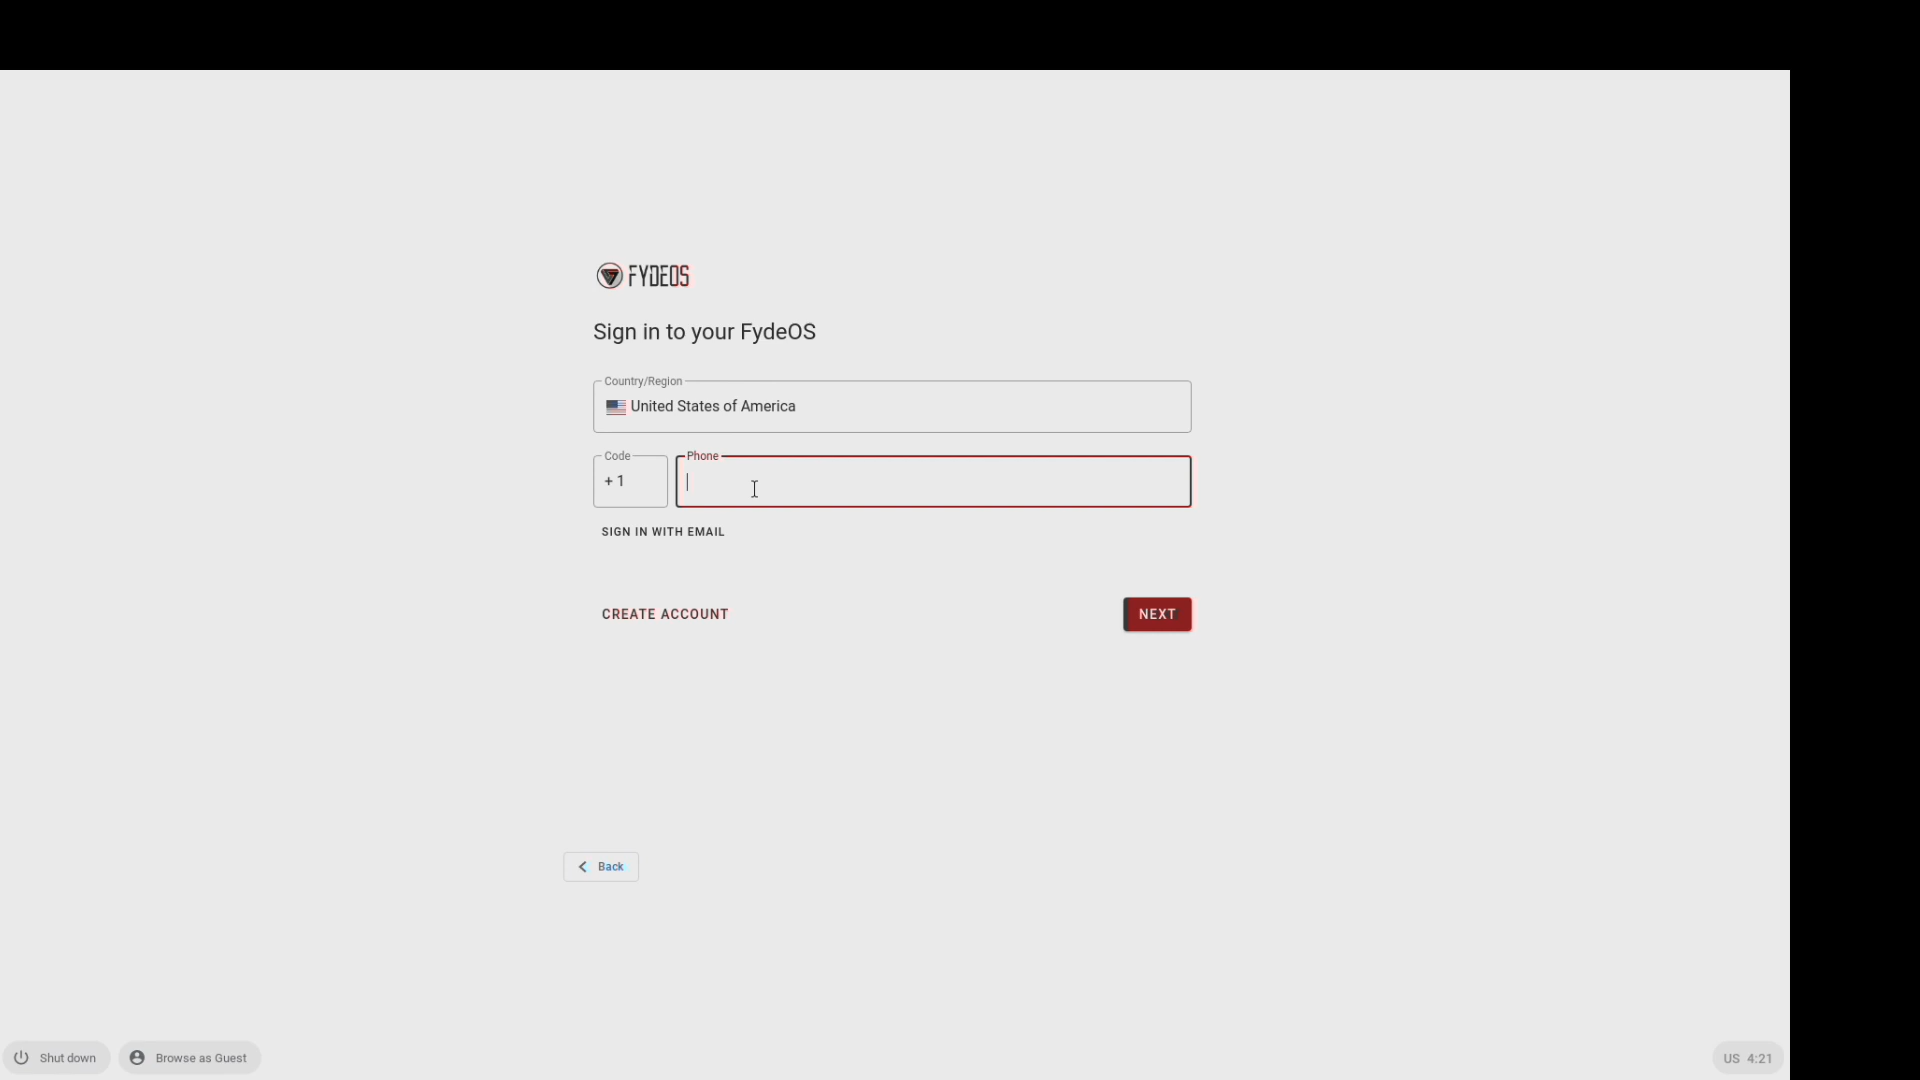 FYDEOS
Sign in to your FydeOS
Country/Region
United States of America
Code
+ 1
Phone
SIGN IN WITH EMAIL
CREATE ACCOUNT
NEXT
Back
Shut down
Browse as Guest
US 4:21